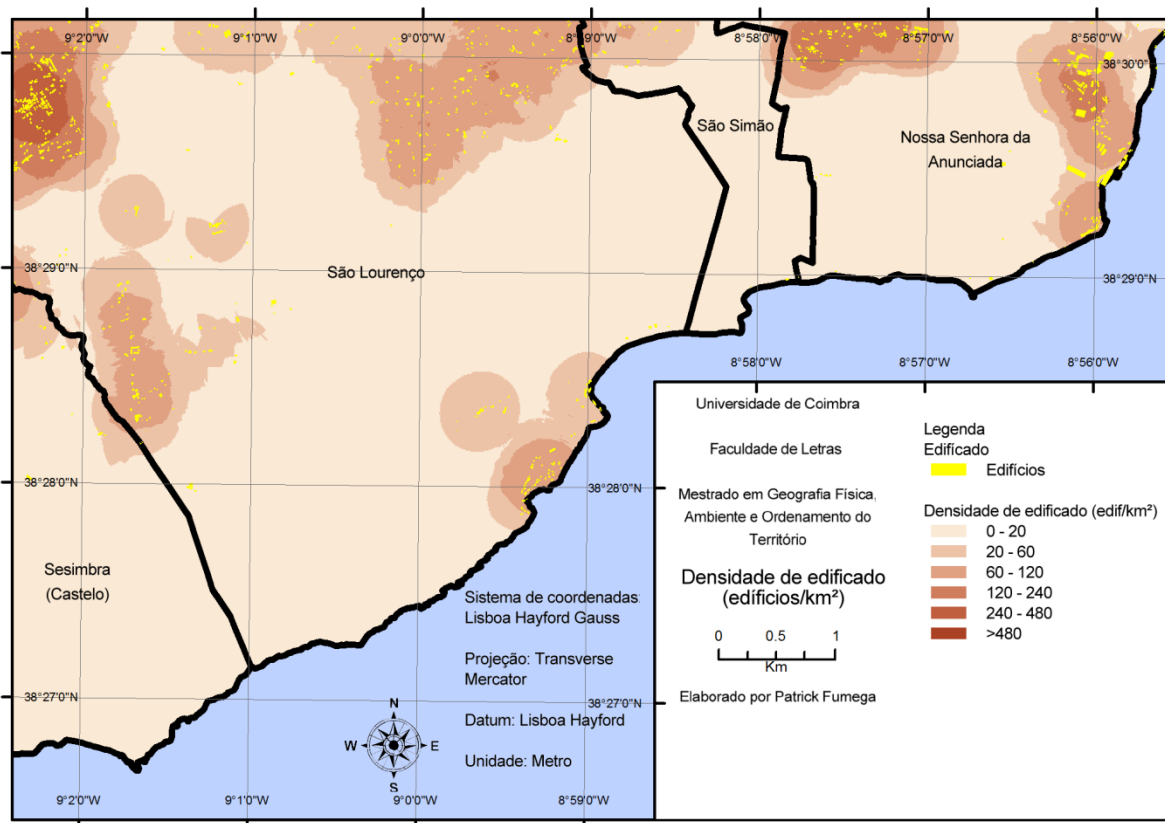 9°2'0"W 9°1'0"W 9°0'0"W 8°59'0"W 8°58'0"W 8°57'0"W 8°56'0"W
38°30'0"N 38°30'0"N
São Simão
Nossa Senhora da
Anunciada
38°29'0"N São Lourenço 38°29'0"N
8°58'0"W 8°57'0"W 8°56'0"W
Universidade de Coimbra
Faculdade de Letras
Mestrado em Geografia Física,
Ambiente e Ordenamento do
Território
Densidade de edificado
(edíficios/km²)
0 0.5 1
Km
Elaborado por Patrick Fumega
Legenda
Edificado
Edifícios
Densidade de edificado (edif/km²)
0 - 20
20 - 60
60 - 120
120 - 240
240 - 480
>480
38°28'0"N 38°28'0"N
Sesimbra
(Castelo)
Sistema de coordenadas:
Lisboa Hayford Gauss
Projeção: Transverse
Mercator
Datum: Lisboa Hayford
Unidade: Metro
38°27'0"N 38°27'0"N
N
W E
S
9°2'0"W 9°1'0"W 9°0'0"W 8°59'0"W